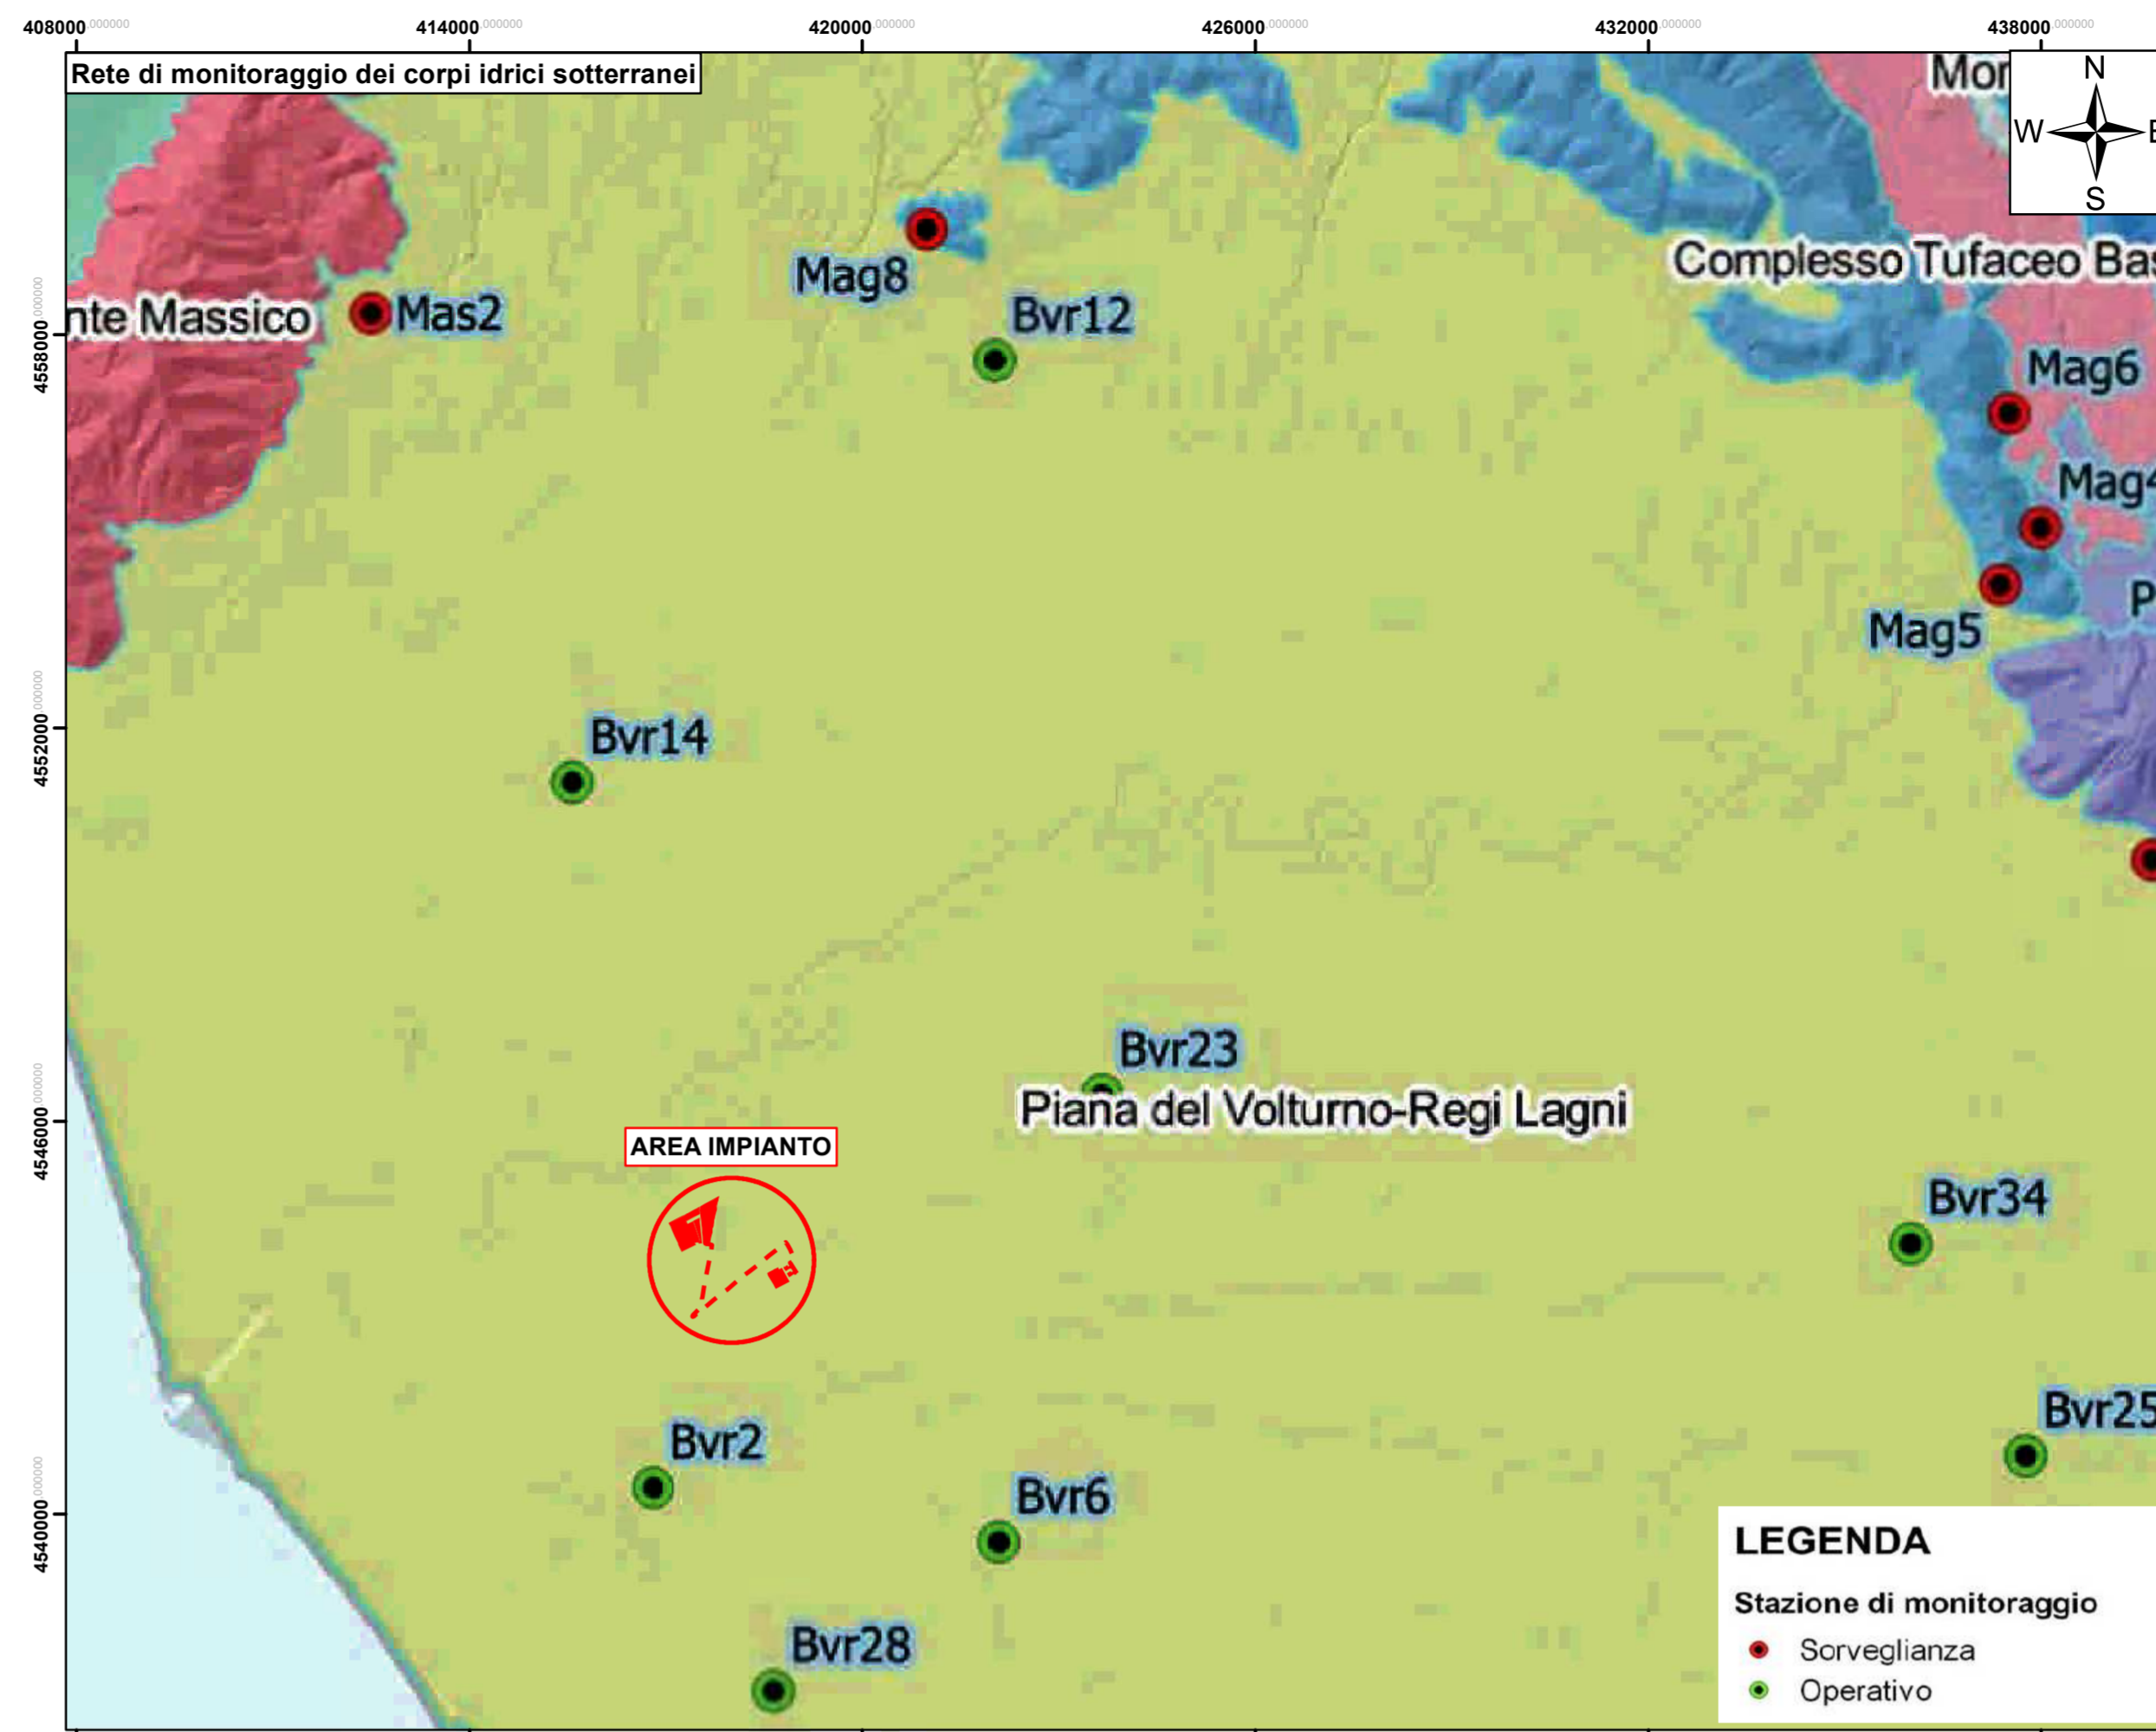 408000.000000 414000.000000 420000.000000 426000.000000 432000.000000 438000.000000
Rete di monitoraggio dei corpi idrici sotterranei
Mor
N
W E
S
Complesso Tufaceo Bas
Mag8
Bvr12
nte Massico
Mas2
4558000.000000
Mag6
Mag4
P
Mag5
4552000.000000
Bvr14
Bvr23
Piana del Volturno-Regi Lagni
4546000.000000
AREA IMPIANTO
Bvr34
Bvr25
Bvr2
Bvr6
4540000.000000
LEGENDA
Stazione di monitoraggio
Sorveglianza
Operativo
Bvr28